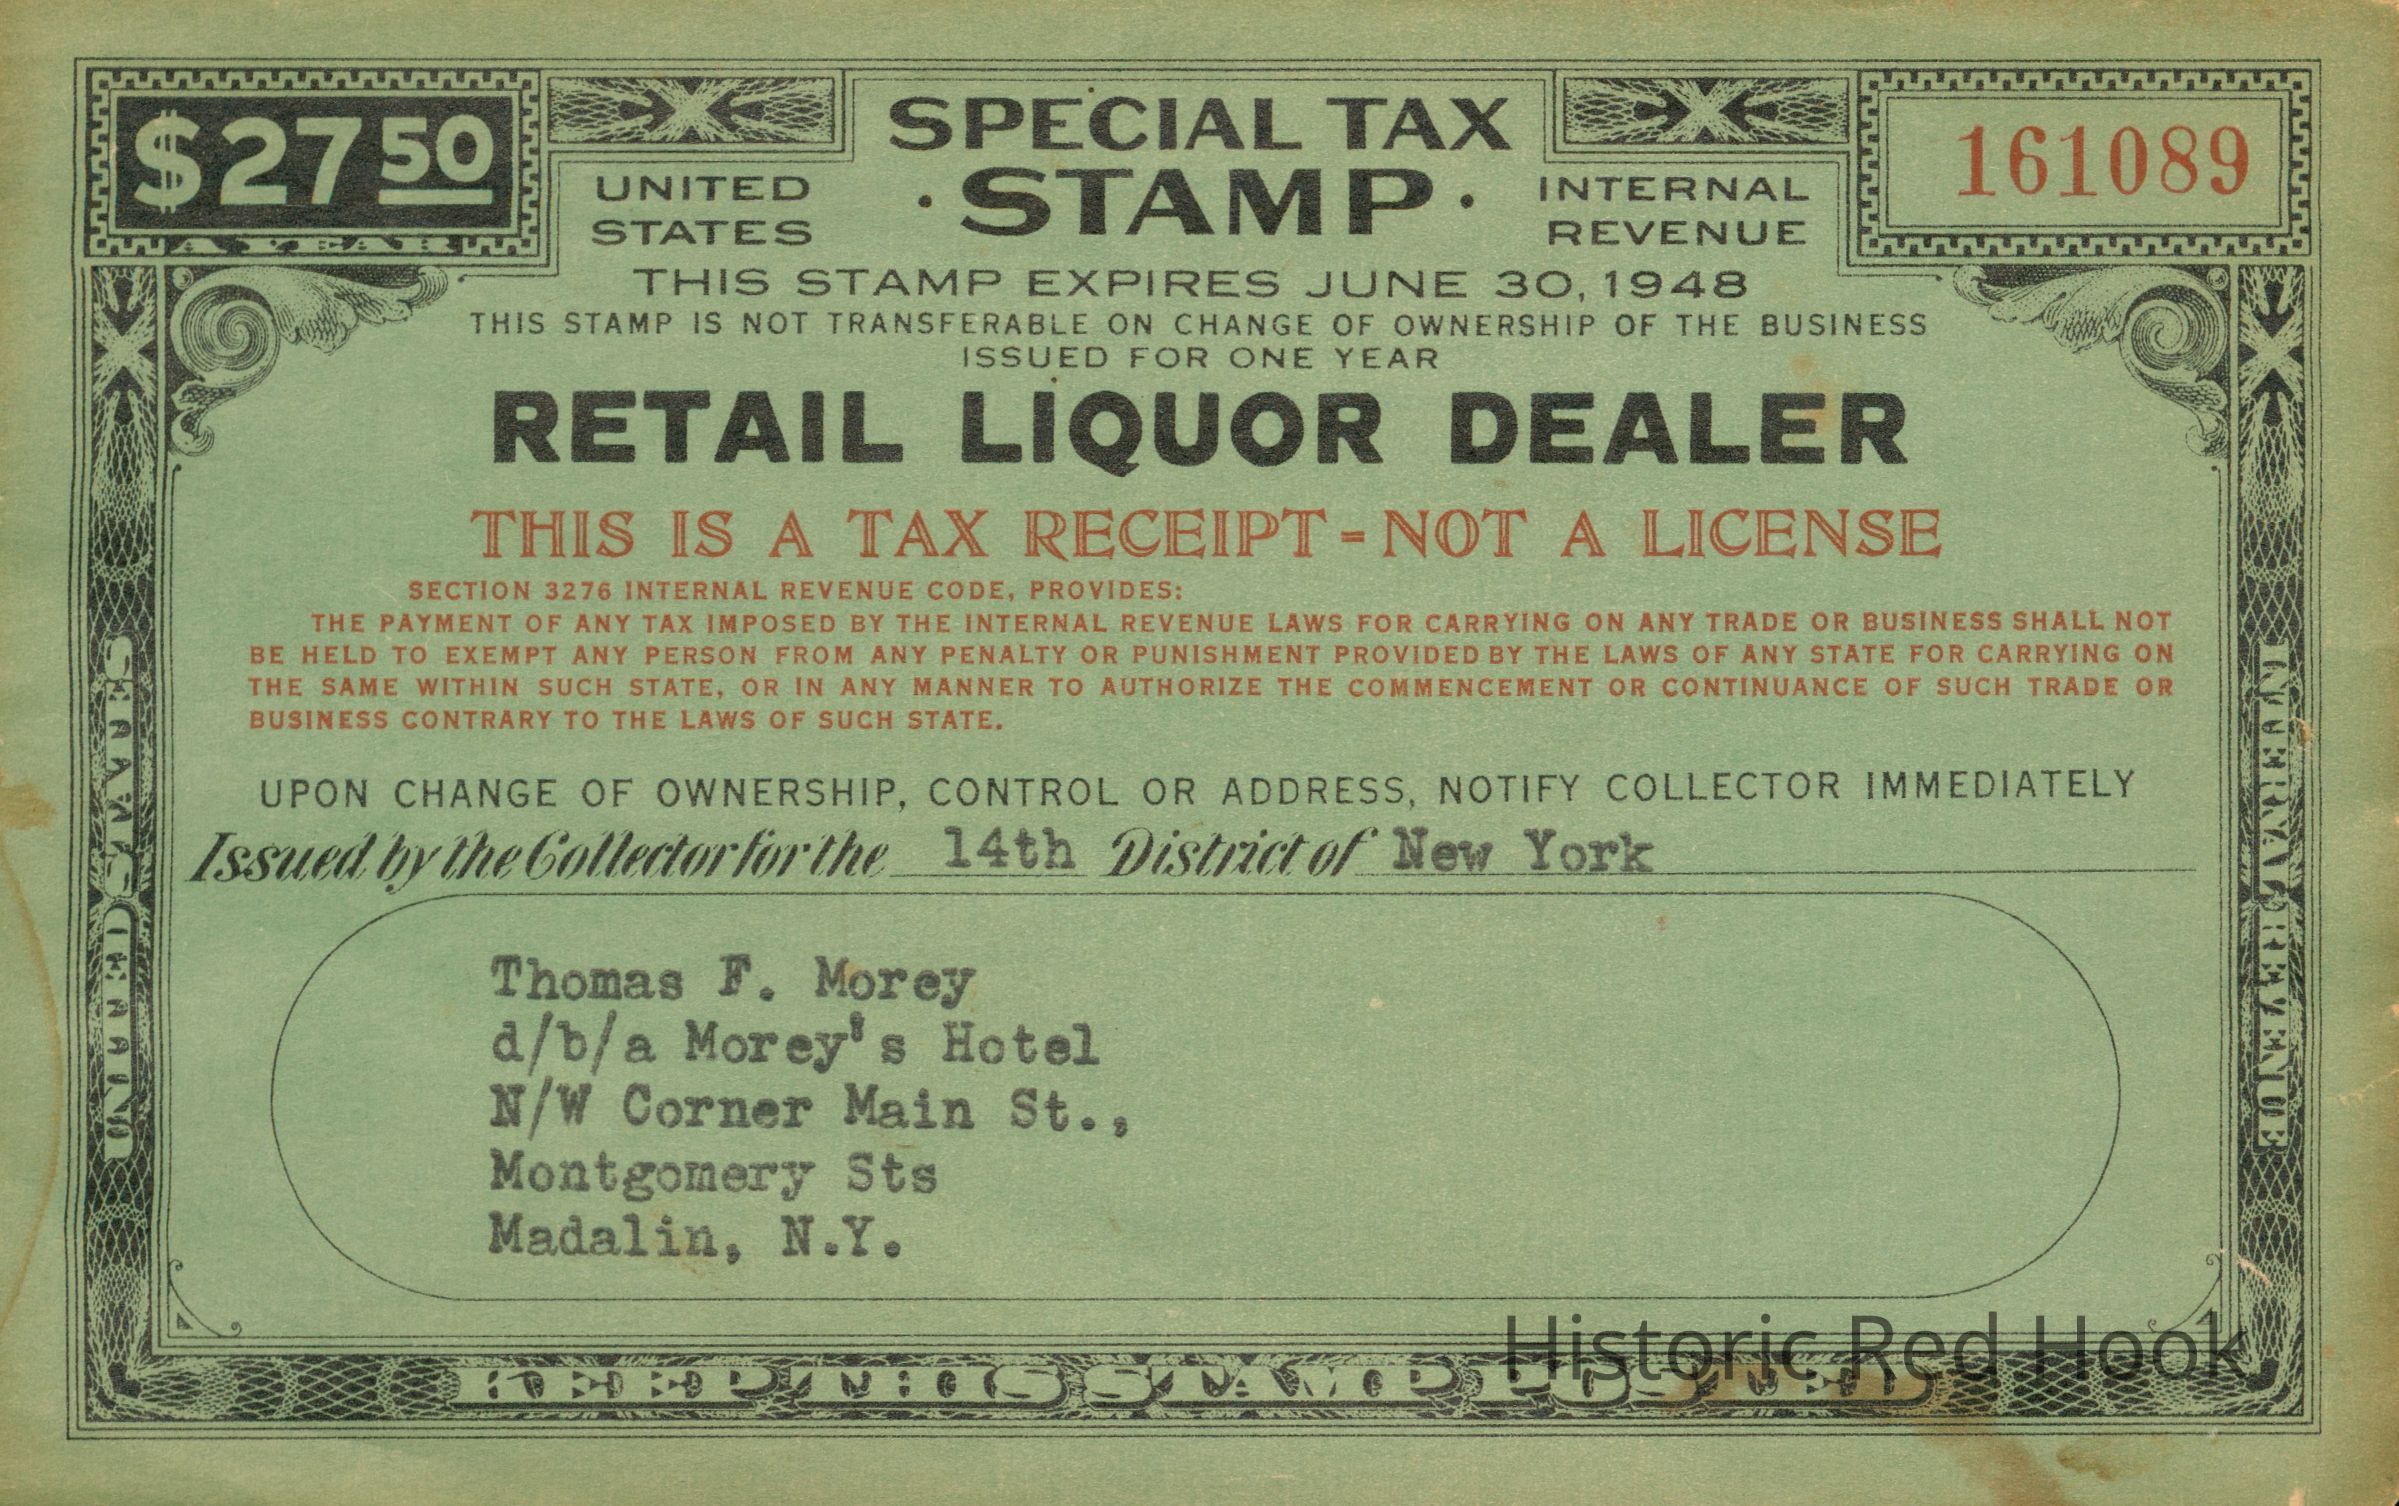 $27 50
A YEAR
UNITED
STATES
SPECIAL TAX
· STAMP ·
INTERNAL
REVENUE
161089
THIS STAMP EXPIRES JUNE 30, 1948
THIS STAMP IS NOT TRANSFERABLE ON CHANGE OF OWNERSHIP OF THE BUSINESS
ISSUED FOR ONE YEAR
RETAIL LIQUOR DEALER
THIS IS A TAX RECEIPT = NOT A LICENSE
SECTION 3276 INTERNAL REVENUE CODE, PROVIDES:
THE PAYMENT OF ANY TAX IMPOSED BY THE INTERNAL REVENUE LAWS FOR CARRYING ON ANY TRADE OR BUSINESS SHALL NOT
BE HELD TO EXEMPT ANY PERSON FROM ANY PENALTY OR PUNISHMENT PROVIDED BY THE LAWS OF ANY STATE FOR CARRYING ON
THE SAME WITHIN SUCH STATE, OR IN ANY MANNER TO AUTHORIZE THE COMMENCEMENT OR CONTINUANCE OF SUCH TRADE OR
BUSINESS CONTRARY TO THE LAWS OF SUCH STATE.
UPON CHANGE OF OWNERSHIP, CONTROL OR ADDRESS, NOTIFY COLLECTOR IMMEDIATELY
Issued by the Collector for the 14th District of New York
Thomas F. Morey
d/b/a Morey's Hotel
N/W Corner Main St.,
Montgomery Sts
Madalin, N.Y.
INTERNAL REVENUE
KEEP THIS STAMP POSTED
Historic Red Hook